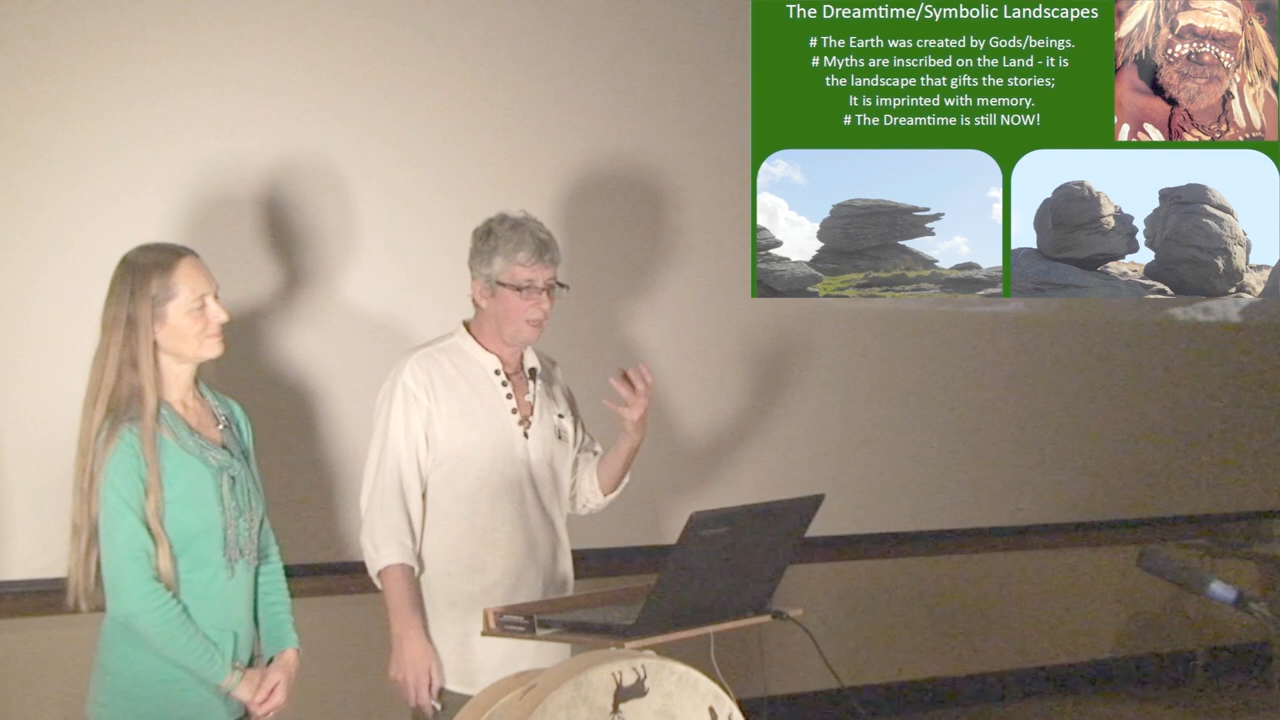 The Dreamtime/Symbolic Landscapes
# The Earth was created by Gods/beings.
# Myths are inscribed on the Land - it is
the landscape that gifts the stories;
It is imprinted with memory.
# The Dreamtime is still NOW!